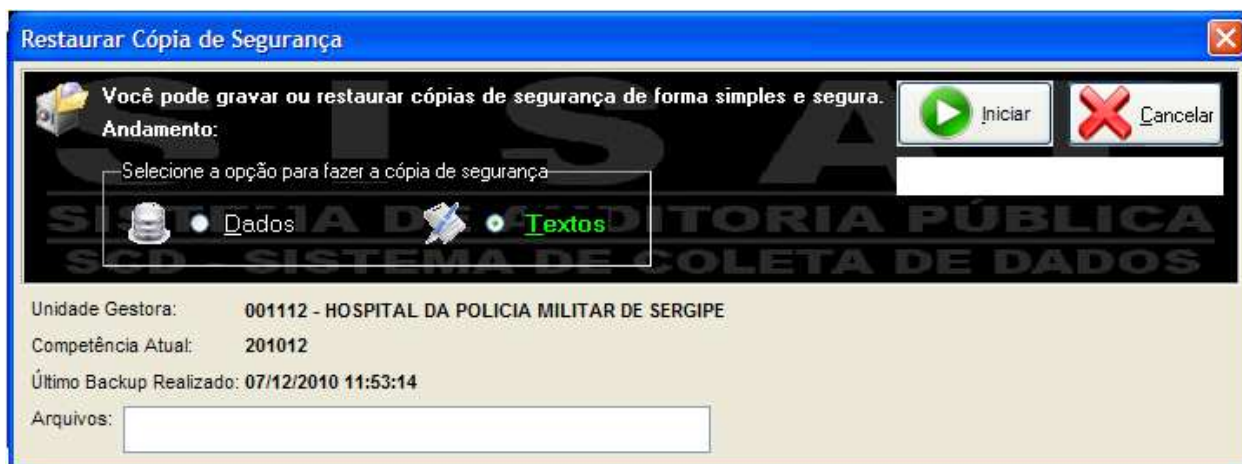 Restaurar Cópia de Segurança
Você pode gravar ou restaurar cópias de segurança de forma simples e segura.
Andamento:
Iniciar
Cancelar
Selecione a opção para fazer a cópia de segurança
Dados
Textos
SISAP
SISTEMA DE AUDITORIA PÚBLICA
SCD - SISTEMA DE COLETA DE DADOS
Unidade Gestora: 001112 - HOSPITAL DA POLICIA MILITAR DE SERGIPE
Competência Atual: 201012
Último Backup Realizado: 07/12/2010 11:53:14
Arquivos: